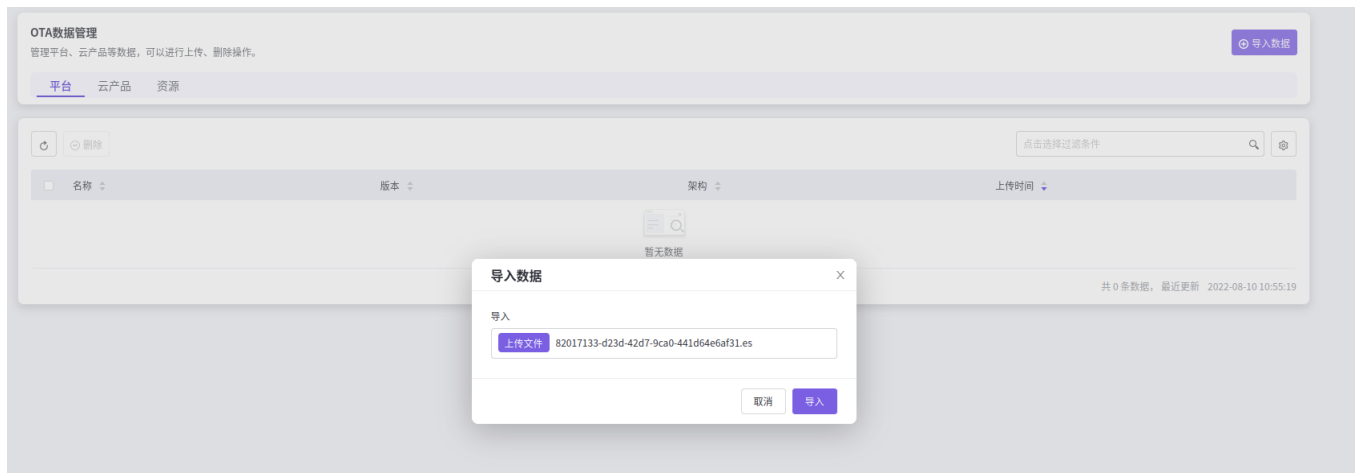 OTA数据管理
管理平台、云产品等数据，可以进行上传、删除操作。
导入数据
平台 云产品 资源
删除 点击选择过滤条件
名称 版本 架构 上传时间
暂无数据
共 0 条数据， 最近更新 2022-08-10 10:55:19
导入数据
导入
上传文件 82017133-d23d-42d7-9ca0-441d64e6af31.es
取消 导入